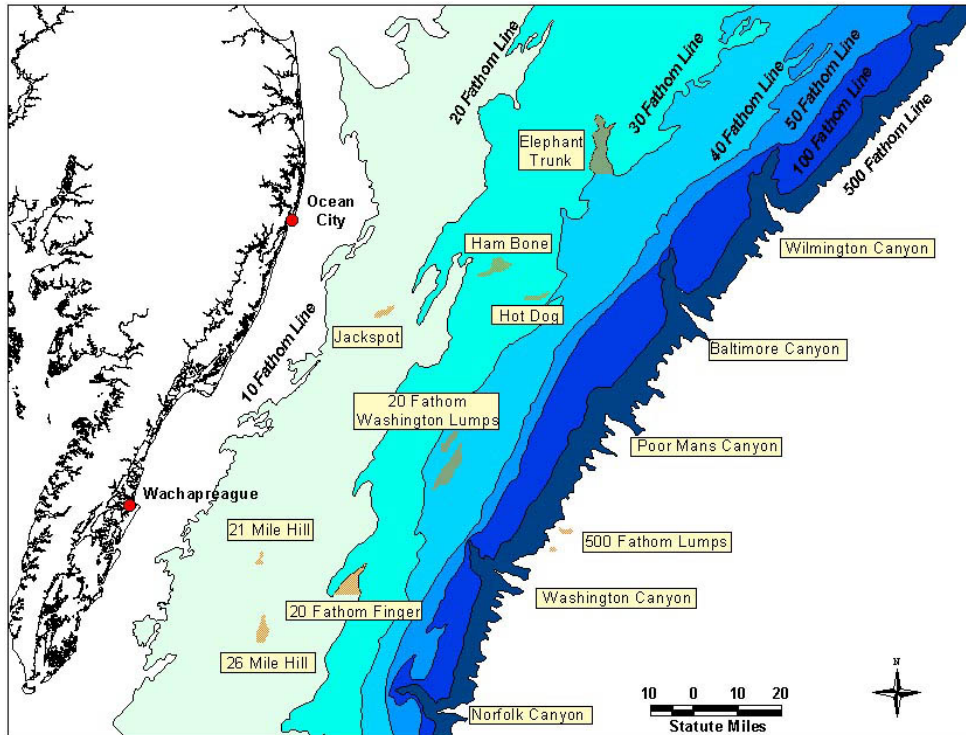 20 Fathom Line
30 Fathom Line
40 Fathom Line
50 Fathom Line
100 Fathom Line
500 Fathom Line
Elephant
Trunk
Ocean
City
Ham Bone
Wilmington Canyon
10 Fathom Line
Jackspot
Hot Dog
Baltimore Canyon
20 Fathom
Washington Lumps
Poor Mans Canyon
Wachapreague
21 Mile Hill
500 Fathom Lumps
20 Fathom Finger
Washington Canyon
26 Mile Hill
Norfolk Canyon
N
10 0 10 20
Statute Miles